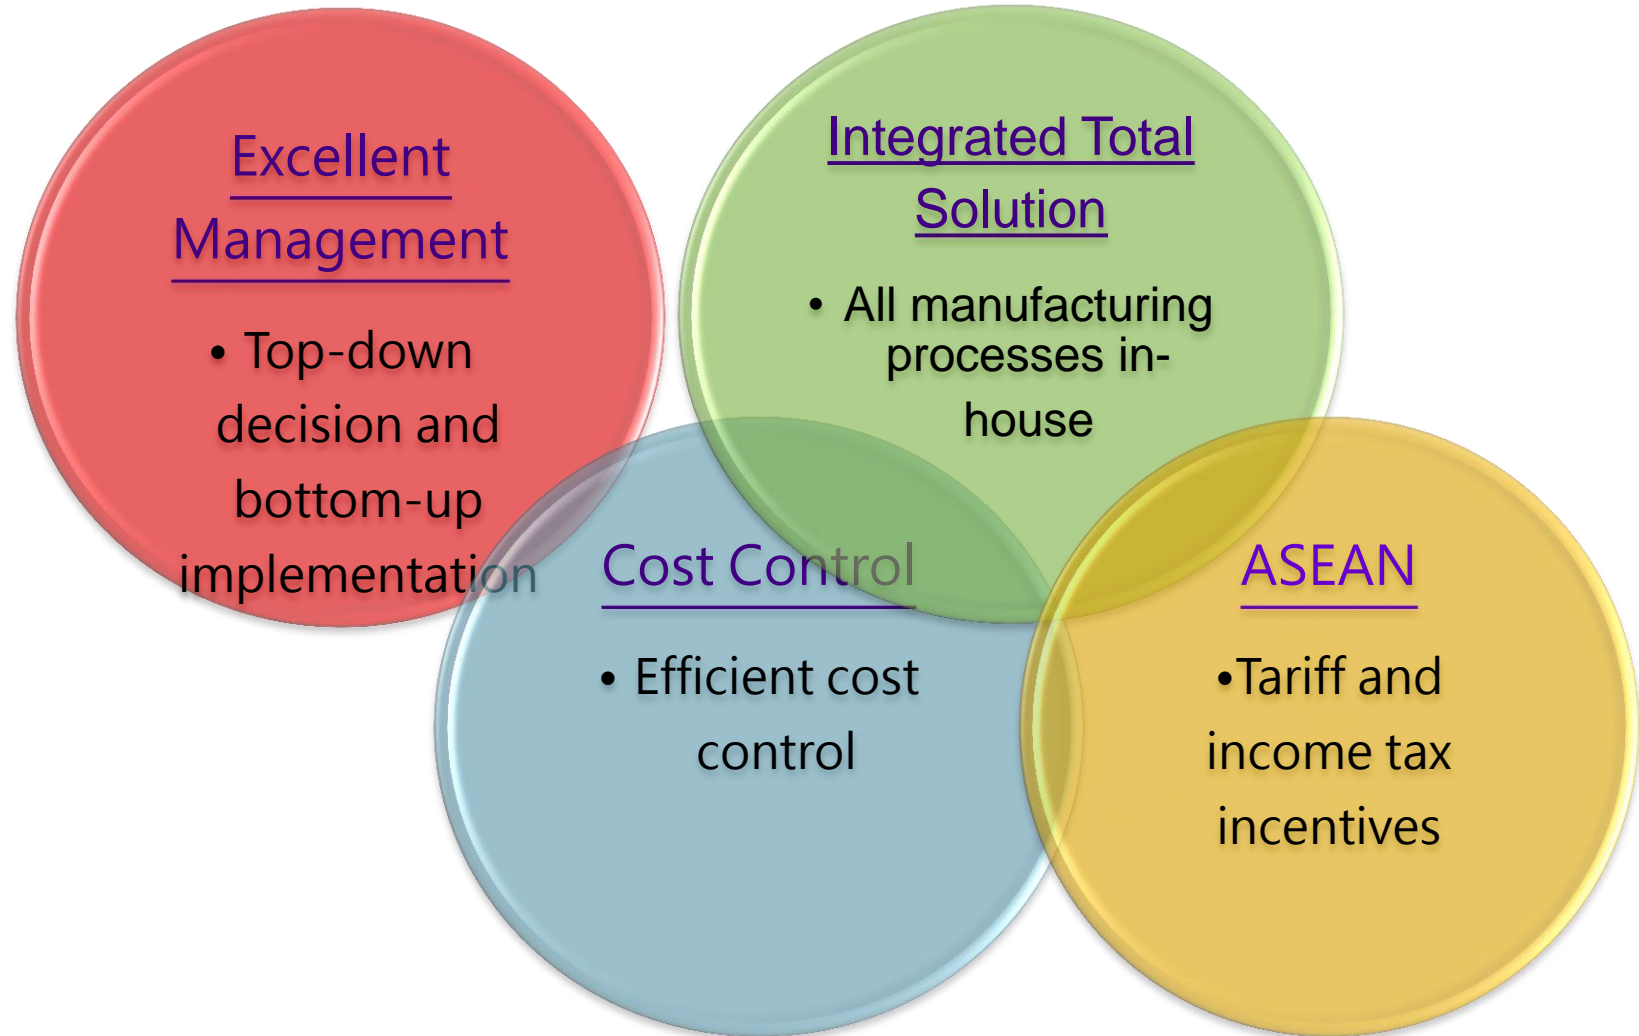 Excellent
Management
• Top-down
decision and
bottom-up
implementation
Integrated Total
Solution
• All manufacturing
processes in-
house
Cost Control
• Efficient cost
control
ASEAN
•Tariff and
income tax
incentives